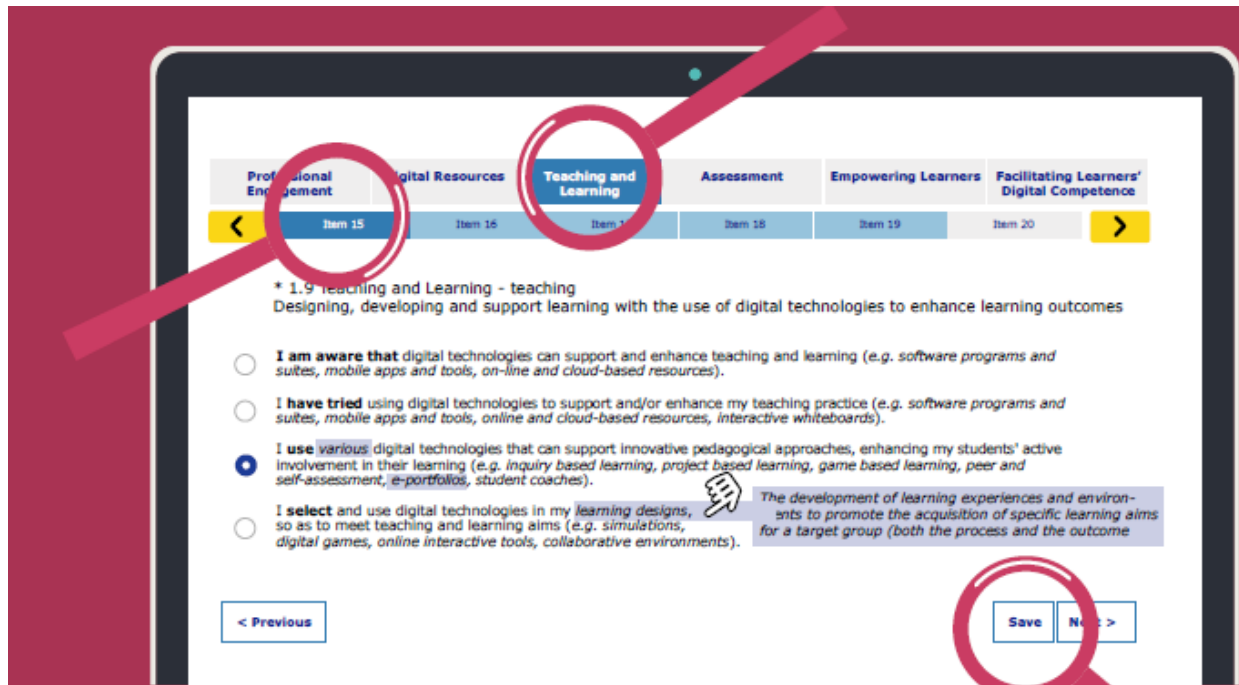 Professional Engagement
Digital Resources
Teaching and Learning
Assessment
Empowering Learners
Facilitating Learners' Digital Competence
Item 15
Item 16
Item
Item 18
Item 19
Item 20
* 1.9 Teaching and Learning - teaching
Designing, developing and support learning with the use of digital technologies to enhance learning outcomes
I am aware that digital technologies can support and enhance teaching and learning (e.g. software programs and
suites, mobile apps and tools, on-line and cloud-based resources).
I have tried using digital technologies to support and/or enhance my teaching practice (e.g. software programs and
suites, mobile apps and tools, online and cloud-based resources, interactive whiteboards).
I use various digital technologies that can support innovative pedagogical approaches, enhancing my students' active
involvement in their learning (e.g. inquiry based learning, project based learning, game based learning, peer and
self-assessment, e-portfolios, student coaches).
I select and use digital technologies in my learning designs,
so as to meet teaching and learning aims (e.g. simulations,
digital games, online interactive tools, collaborative environments).
The development of learning experiences and environ-
ents to promote the acquisition of specific learning aims
for a target group (both the process and the outcome
< Previous
Save
Next >